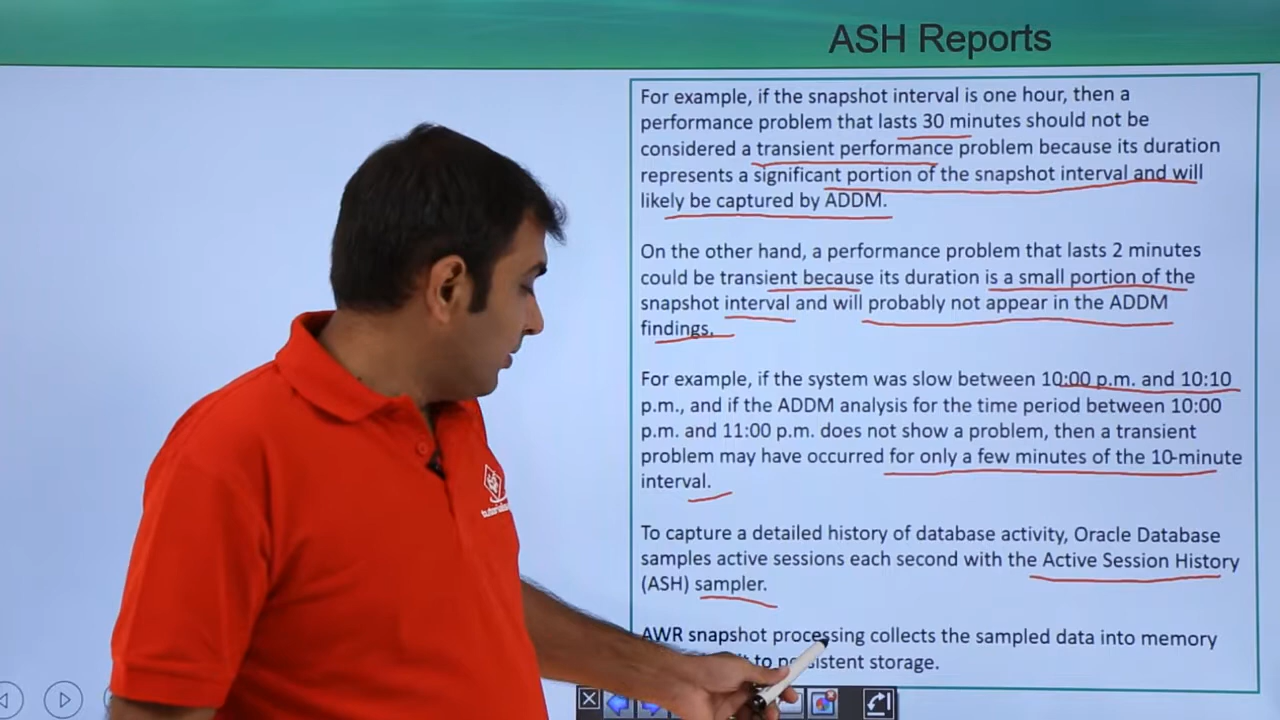 ASH Reports
For example, if the snapshot interval is one hour, then a
performance problem that lasts 30 minutes should not be
considered a transient performance problem because its duration
represents a significant portion of the snapshot interval and will
likely be captured by ADDM.
On the other hand, a performance problem that lasts 2 minutes
could be transient because its duration is a small portion of the
snapshot interval and will probably not appear in the ADDM
findings.
For example, if the system was slow between 10:00 p.m. and 10:10
p.m., and if the ADDM analysis for the time period between 10:00
p.m. and 11:00 p.m. does not show a problem, then a transient
problem may have occurred for only a few minutes of the 10-minute
interval.
To capture a detailed history of database activity, Oracle Database
samples active sessions each second with the Active Session History
(ASH) sampler.
AWR snapshot processing collects the sampled data into memory
to persistent storage.